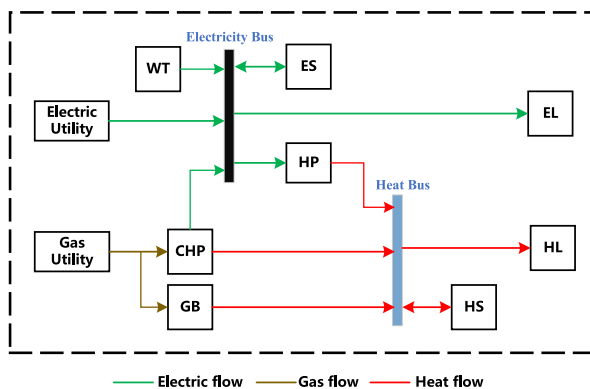 Electricity Bus
WT
ES
Electric
Utility
EL
HP
Heat Bus
Gas
Utility
CHP
HL
GB
HS
Electric flow
Gas flow
Heat flow